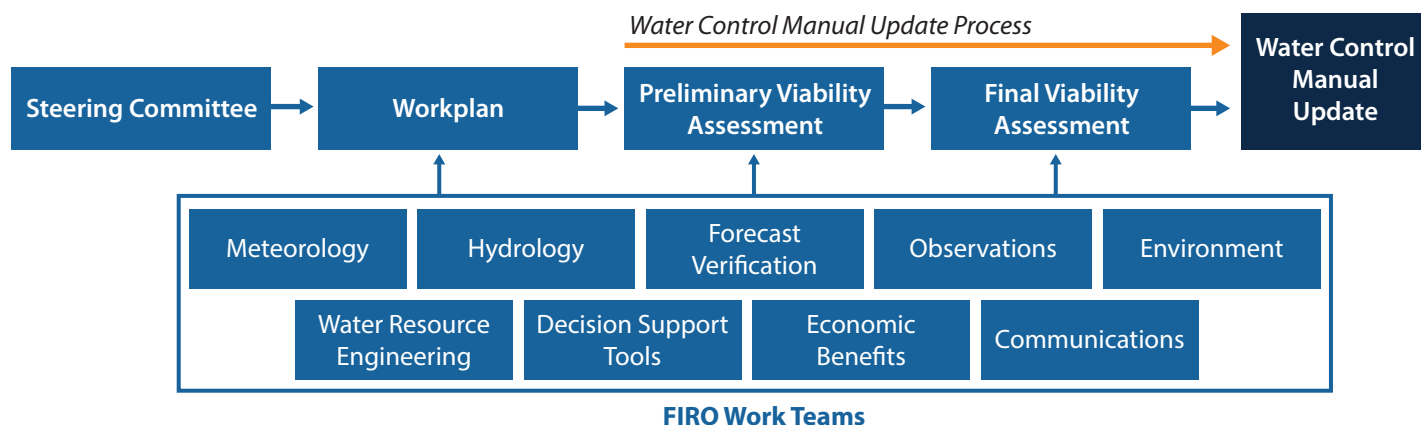 Water Control Manual Update Process
Steering Committee
Workplan
Preliminary Viability
Assessment
Final Viability
Assessment
Water Control
Manual
Update
Meteorology
Hydrology
Forecast
Verification
Observations
Environment
Water Resource
Engineering
Decision Support
Tools
Economic
Benefits
Communications
FIRO Work Teams